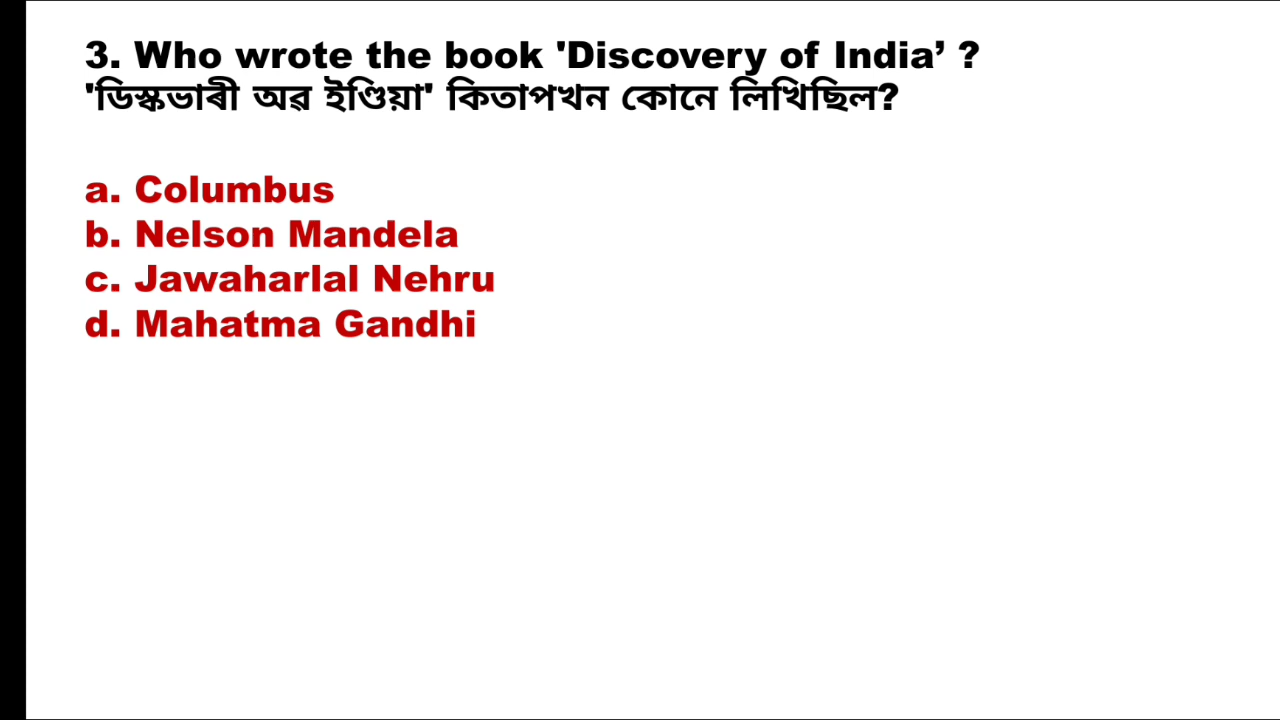 3. Who wrote the book 'Discovery of India’ ?
'ডিস্কভাৰী অৱ ইণ্ডিয়া' কিতাপখন কোনে লিখিছিল?
a. Columbus
b. Nelson Mandela
c. Jawaharlal Nehru
d. Mahatma Gandhi